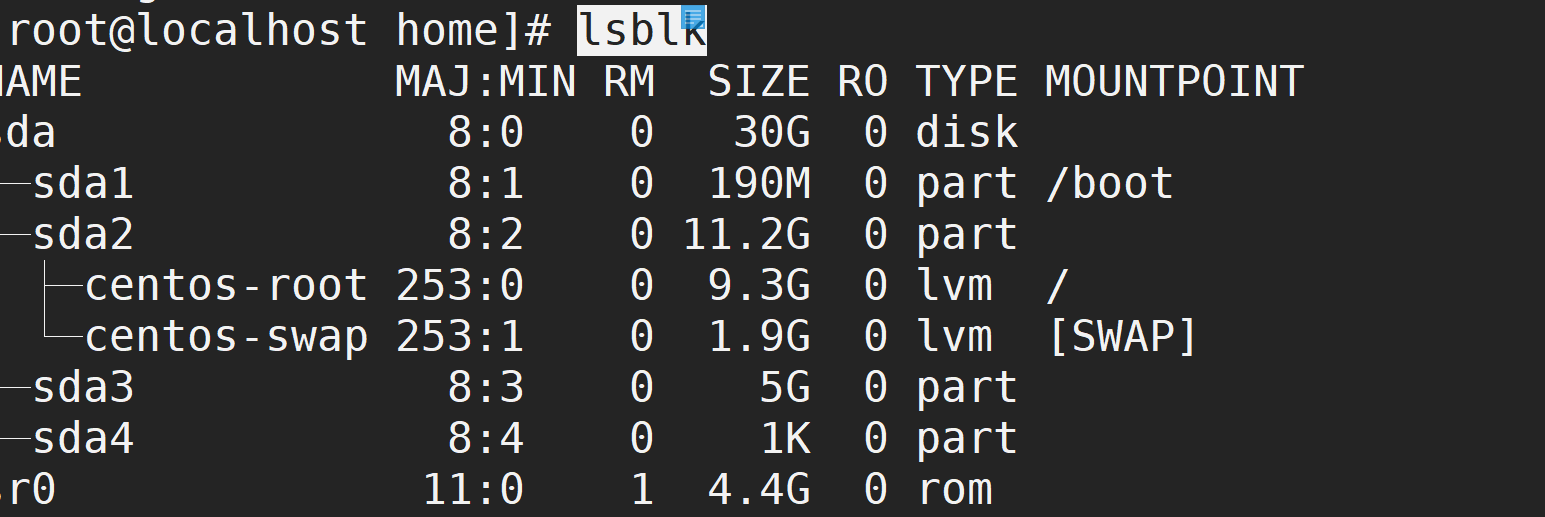 root@localhost home]# lsblk
NAME MAJ:MIN RM SIZE RO TYPE MOUNTPOINT
sda 8:0 0 30G 0 disk
sda1 8:1 0 190M 0 part /boot
sda2 8:2 0 11.2G 0 part
centos-root 253:0 0 9.3G 0 lvm /
centos-swap 253:1 0 1.9G 0 lvm [SWAP]
sda3 8:3 0 5G 0 part
sda4 8:4 0 1K 0 part
sr0 11:0 1 4.4G 0 rom